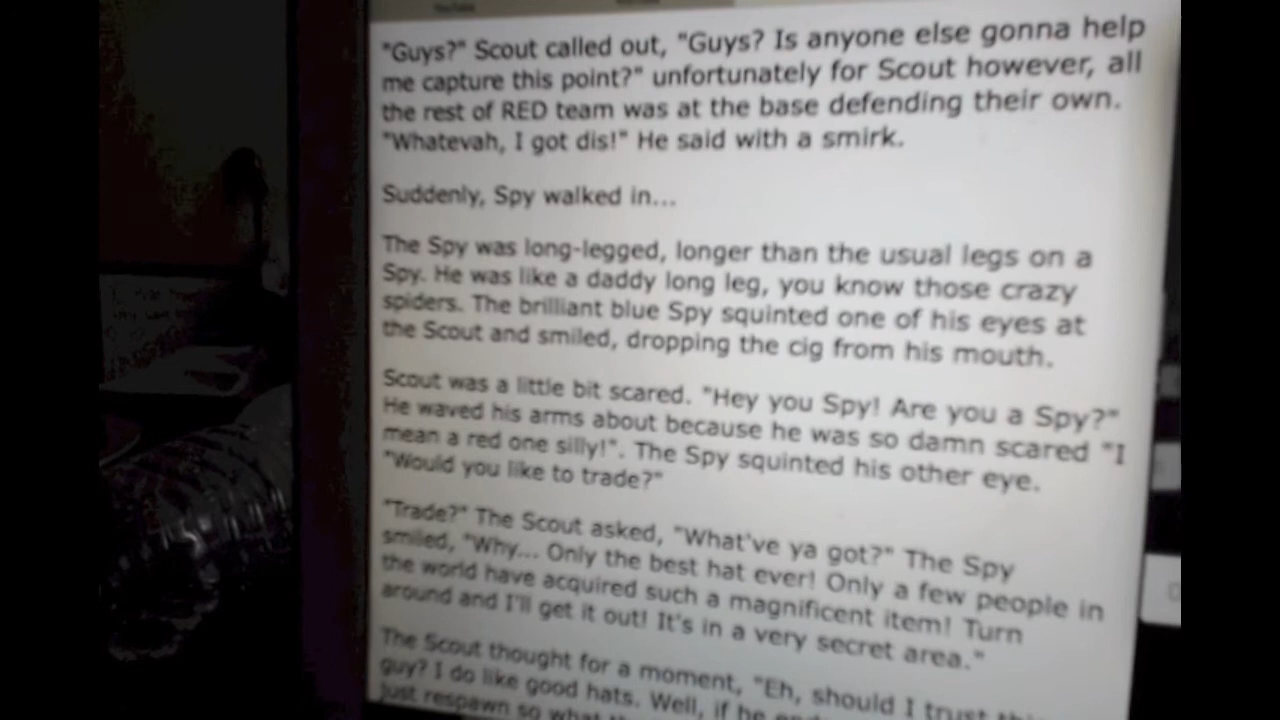 YouTube
"Guys?" Scout called out, "Guys? Is anyone else gonna help
me capture this point?" unfortunately for Scout however, all
the rest of RED team was at the base defending their own.
"Whatevah, I got dis!" He said with a smirk.
Suddenly, Spy walked in...
The Spy was long-legged, longer than the usual legs on a
Spy. He was like a daddy long leg, you know those crazy
spiders. The brilliant blue Spy squinted one of his eyes at
the Scout and smiled, dropping the cig from his mouth.
Scout was a little bit scared. "Hey you Spy! Are you a Spy?"
He waved his arms about because he was so damn scared "I
mean a red one silly!". The Spy squinted his other eye.
"Would you like to trade?"
"Trade?" The Scout asked, "What've ya got?" The Spy
smiled, "Why... Only the best hat ever! Only a few people in
the world have acquired such a magnificent item! Turn
around and I'll get it out! It's in a very secret area."
The Scout thought for a moment, "Eh, should I trust this
guy? I do like good hats. Well, if he
just respawn so what